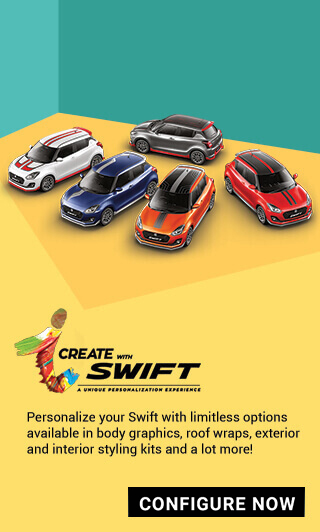 CREATE WITH
SWIFT
A UNIQUE PERSONALIZATION EXPERIENCE
Personalize your Swift with limitless options
available in body graphics, roof wraps, exterior
and interior styling kits and a lot more!
CONFIGURE NOW